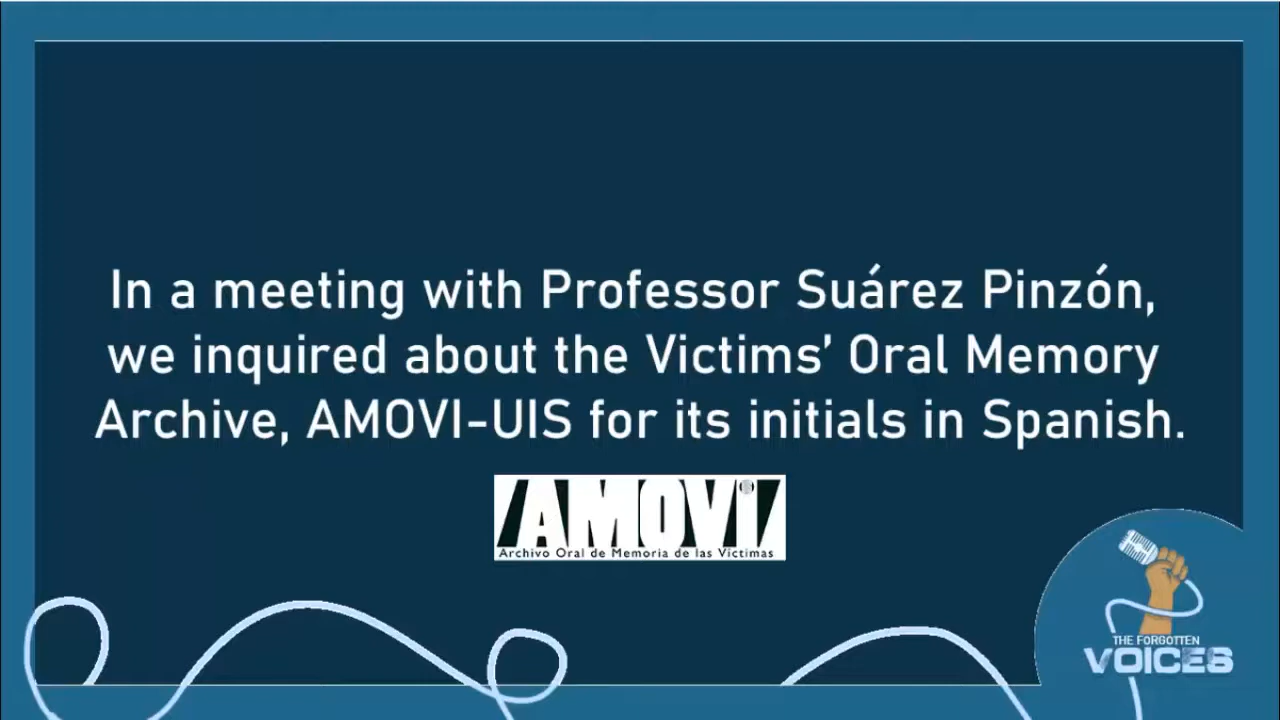 In a meeting with Professor Suárez Pinzón,
we inquired about the Victims’ Oral Memory
Archive, AMOVI-UIS for its initials in Spanish.
AMOVi
Archivo Oral de Memoria de las Víctimas
THE FORGOTTEN
VOICES